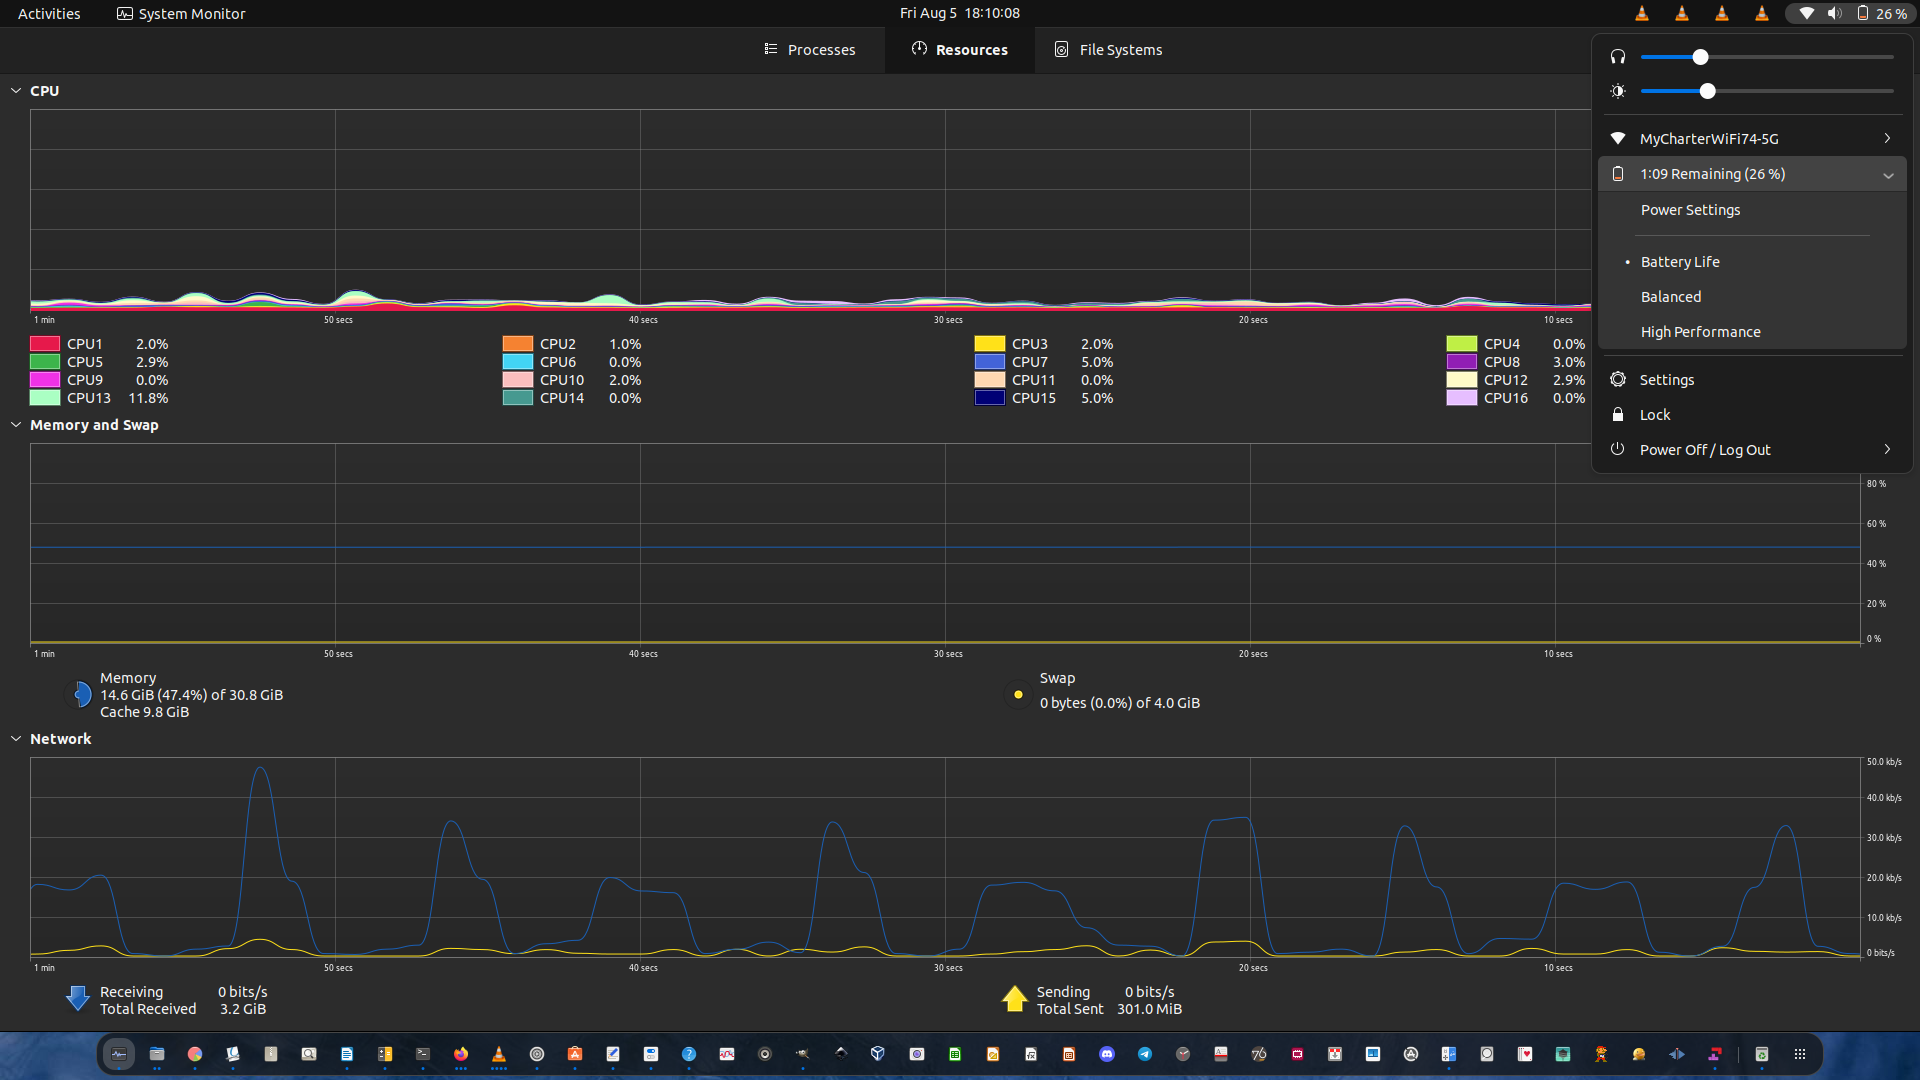 Activities System Monitor Fri Aug 5 18:10:08 26 %
Processes Resources File Systems
CPU
1 min 50 secs 40 secs 30 secs 20 secs 10 secs
CPU1 2.0% CPU2 1.0% CPU3 2.0% CPU4 0.0%
CPU5 2.9% CPU6 0.0% CPU7 5.0% CPU8 3.0%
CPU9 0.0% CPU10 2.0% CPU11 0.0% CPU12 2.9%
CPU13 11.8% CPU14 0.0% CPU15 5.0% CPU16 0.0%
MyCharterWiFi74-5G
1:09 Remaining (26 %)
Power Settings
Battery Life
Balanced
High Performance
Settings
Lock
Power Off / Log Out
Memory and Swap
80 %
60 %
40 %
20 %
0 %
1 min 50 secs 40 secs 30 secs 20 secs 10 secs
Memory
14.6 GiB (47.4%) of 30.8 GiB
Cache 9.8 GiB
Swap
0 bytes (0.0%) of 4.0 GiB
Network
50.0 kb/s
40.0 kb/s
30.0 kb/s
20.0 kb/s
10.0 kb/s
0 bits/s
1 min 50 secs 40 secs 30 secs 20 secs 10 secs
Receiving 0 bits/s
Total Received 3.2 GiB
Sending 0 bits/s
Total Sent 301.0 MiB
76